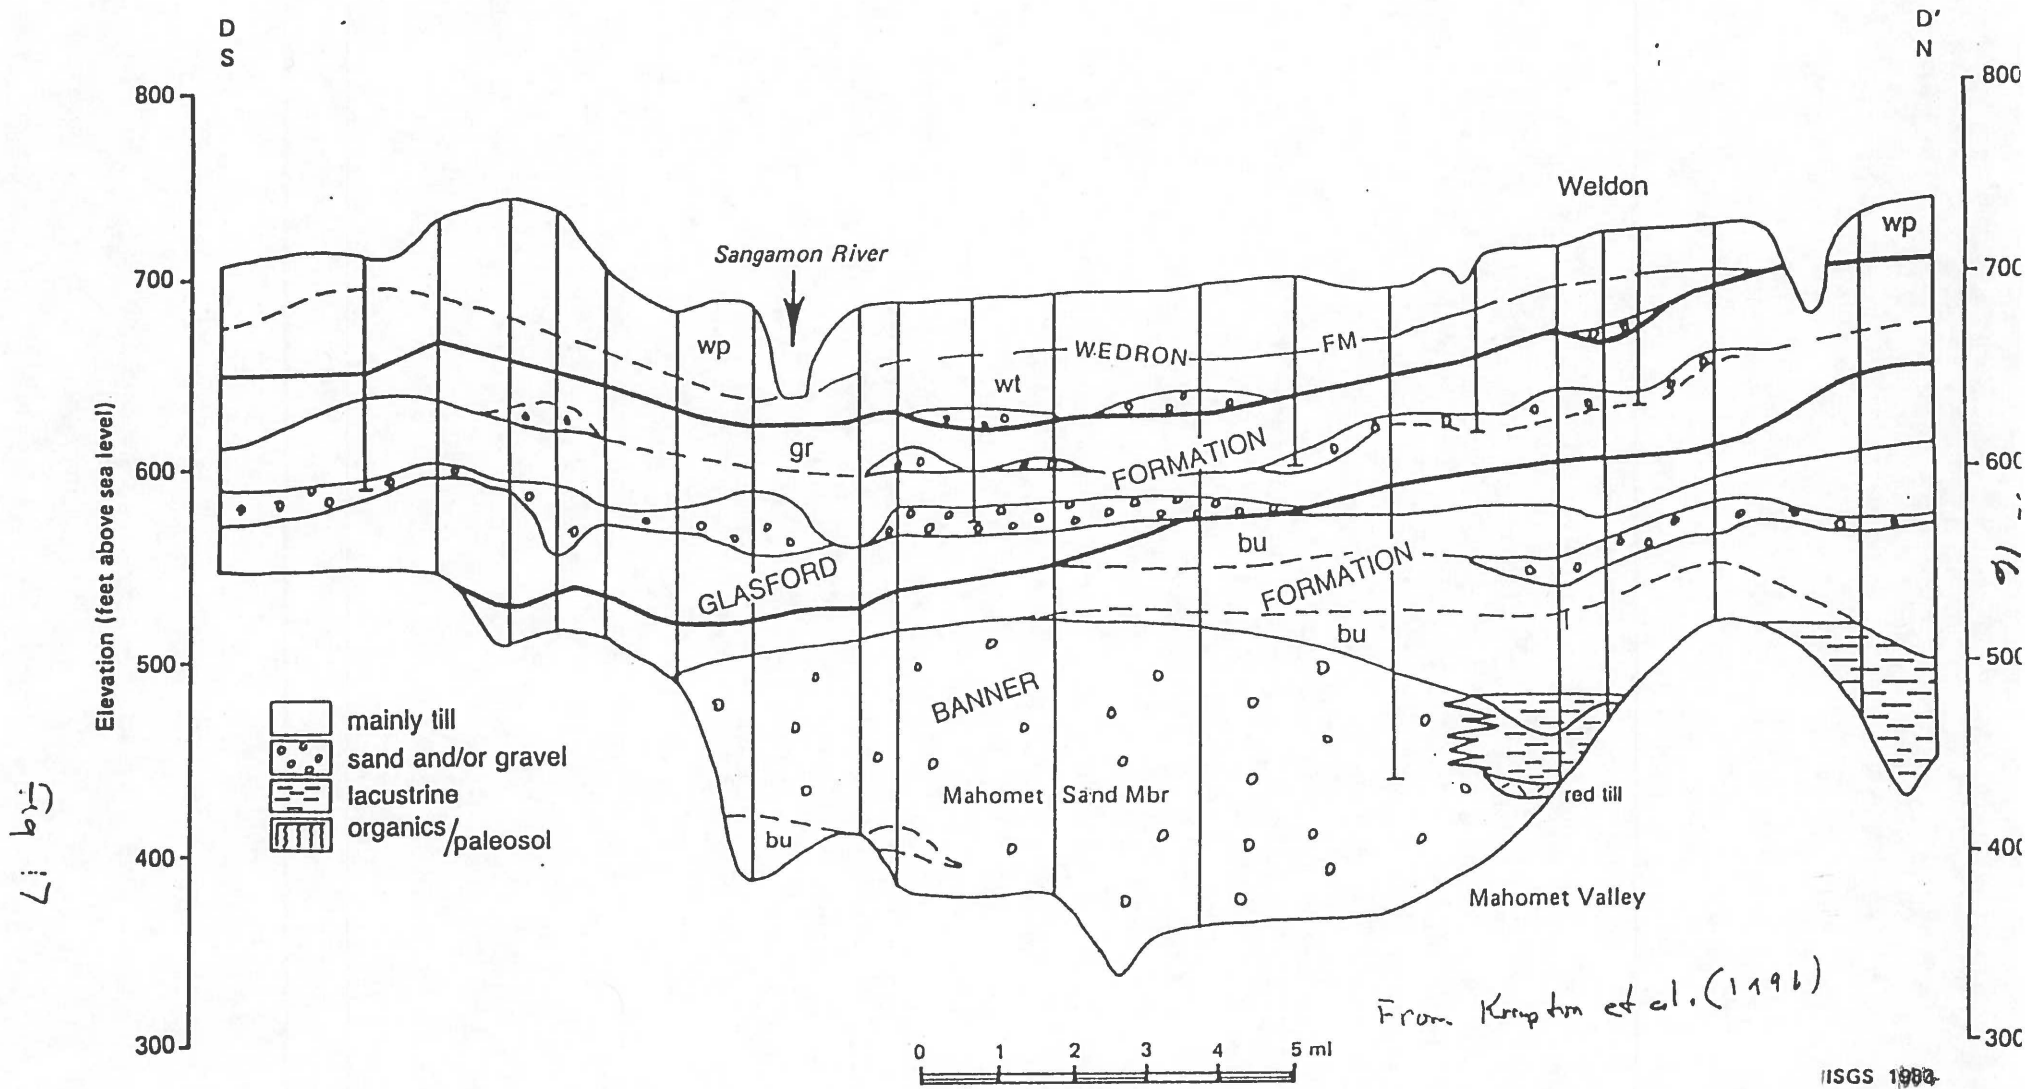 D
S
D'
N
800
700
600
500
400
300
800
700
600
500
400
300
Elevation (feet above sea level)
Weldon
Sangamon River
wp
wp
WEDRON FM
wt
gr
FORMATION
GLASFORD
bu
FORMATION
bu
BANNER
Mahomet Sand Mbr
bu
red till
Mahomet Valley
mainly till
sand and/or gravel
lacustrine
organics/paleosol
0 1 2 3 4 5 mi
From et al. (1991)
ISGS